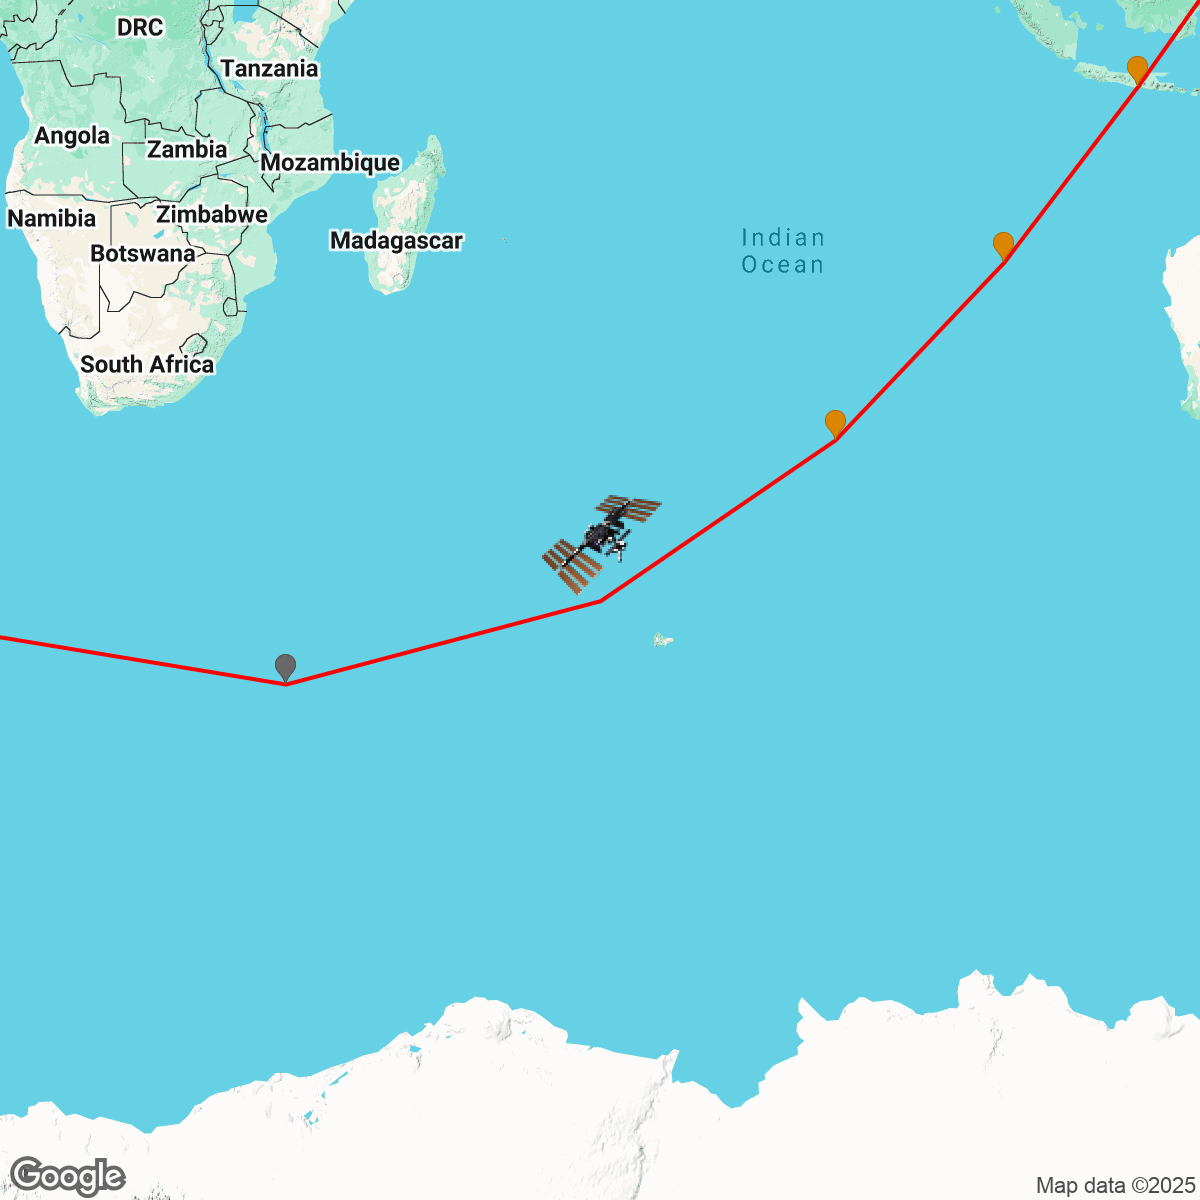 DRC
Tanzania
Angola
Zambia
Mozambique
Namibia
Zimbabwe
Botswana
Madagascar
Indian
Ocean
South Africa
Google
Map data ©2025